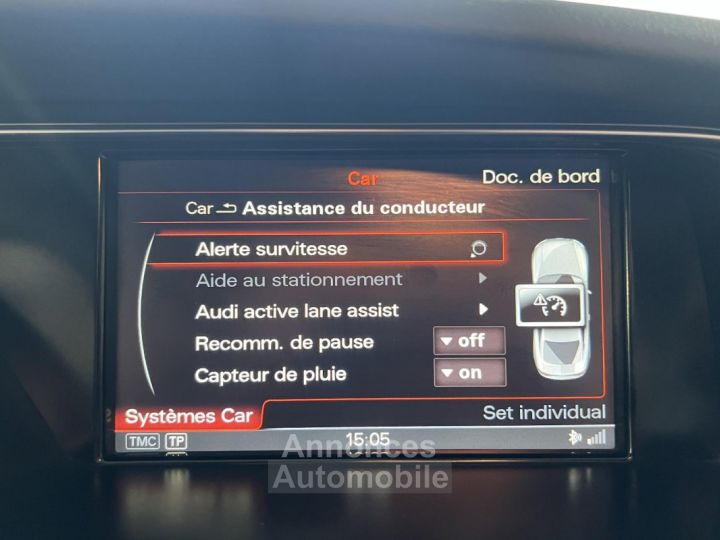 Car
Doc. de bord
Car Assistance du conducteur
Alerte survitesse
Aide au stationnement
Audi active lane assist
Recomm. de pause
off
Capteur de pluie
on
Systèmes Car
Set individual
TMC TP
15:05
Annonces
Automobile